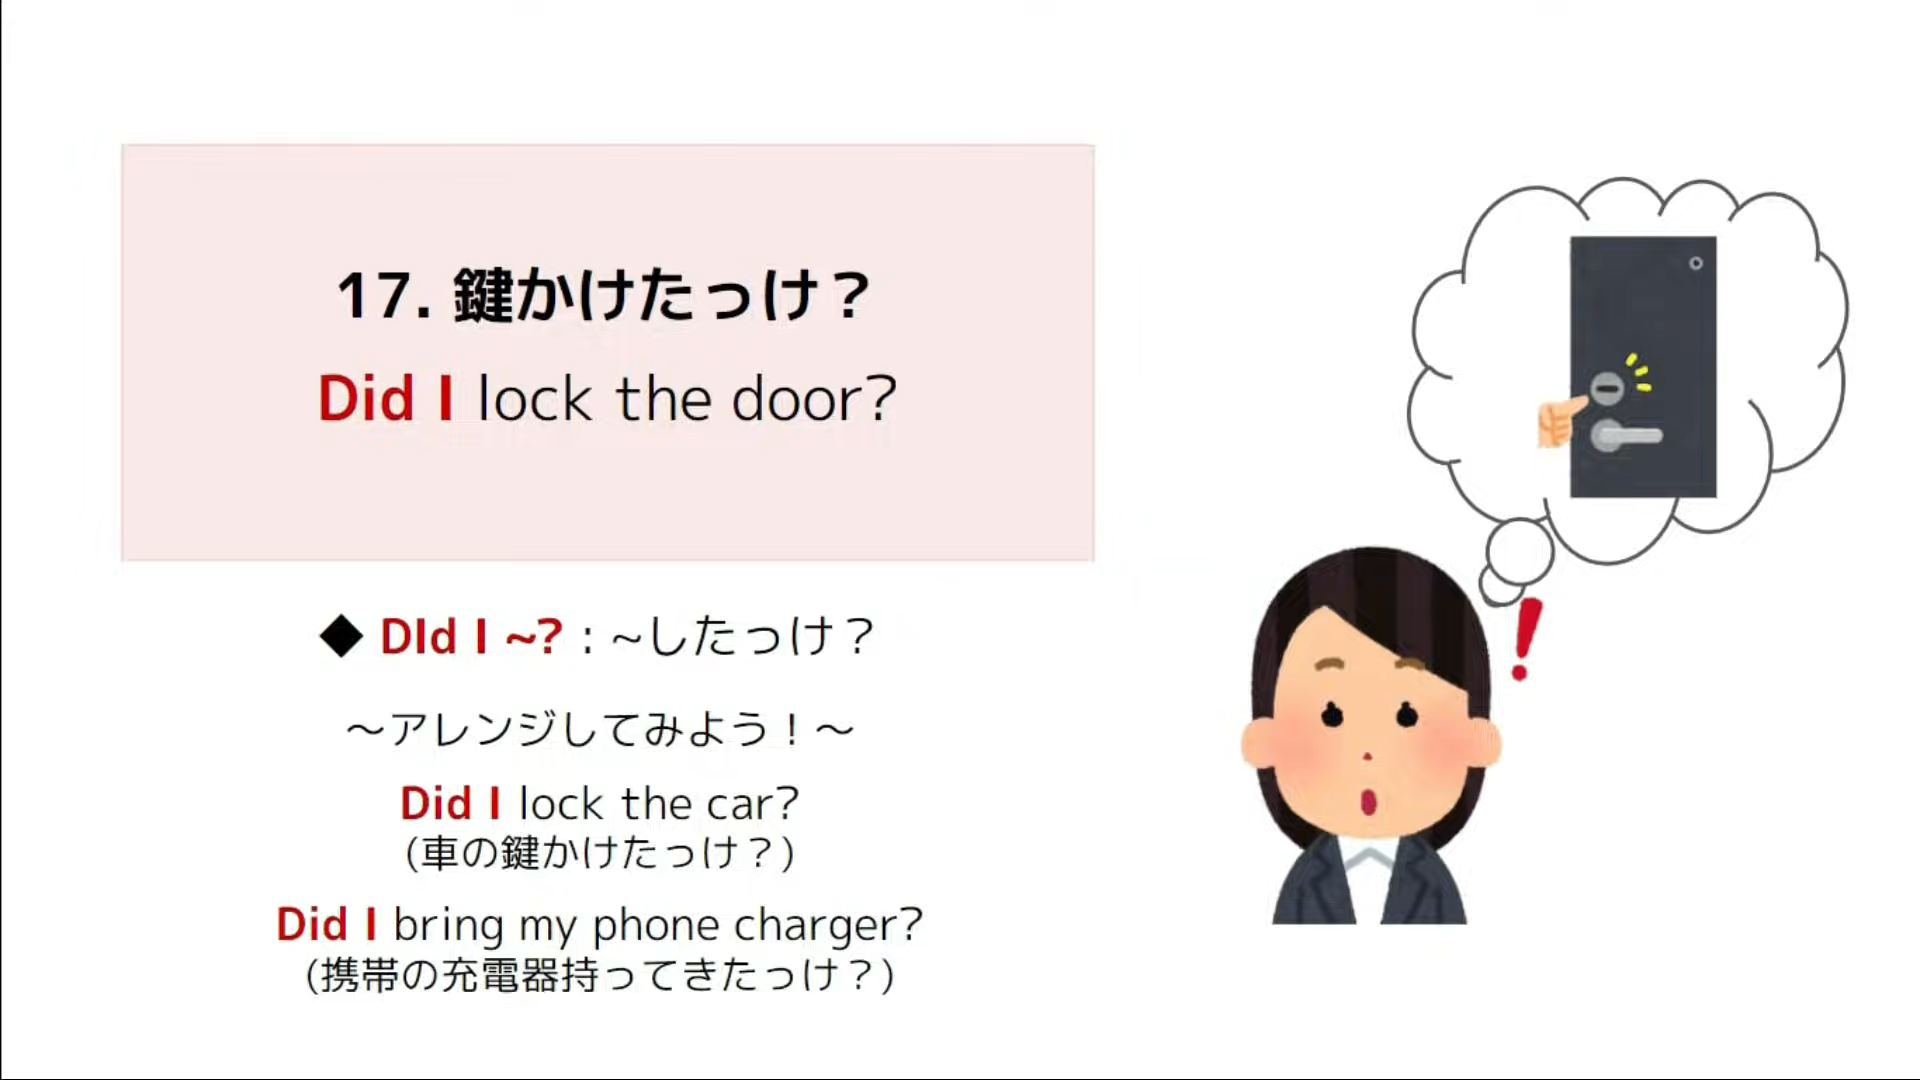 17. 鍵かけたっけ？
Did I lock the door?
◆ DId I ~? : ~したっけ？
～アレンジしてみよう！～
Did I lock the car?
(車の鍵かけたっけ？)
Did I bring my phone charger?
(携帯の充電器持ってきたっけ？)